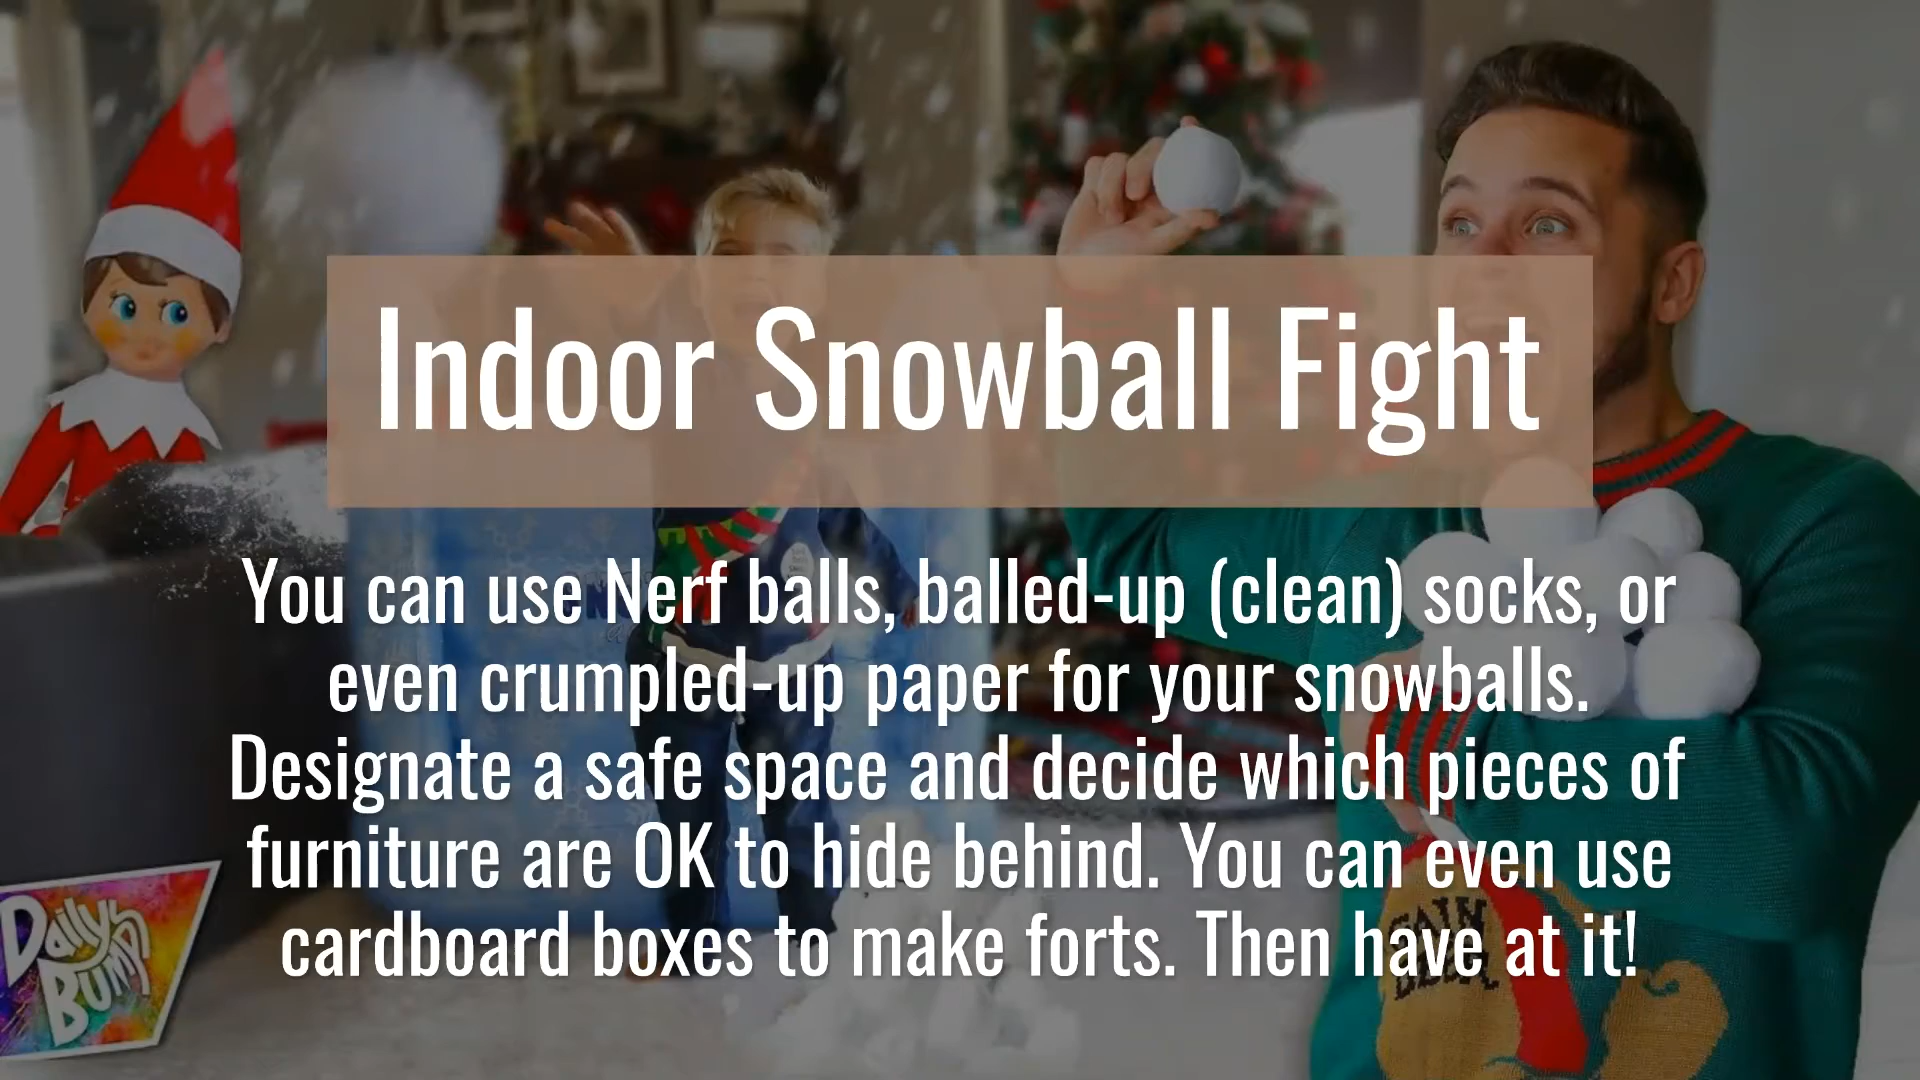 Indoor Snowball Fight
You can use Nerf balls, balled-up (clean) socks, or
even crumpled-up paper for your snowballs.
Designate a safe space and decide which pieces of
furniture are OK to hide behind. You can even use
cardboard boxes to make forts. Then have at it!
Daily
Bump